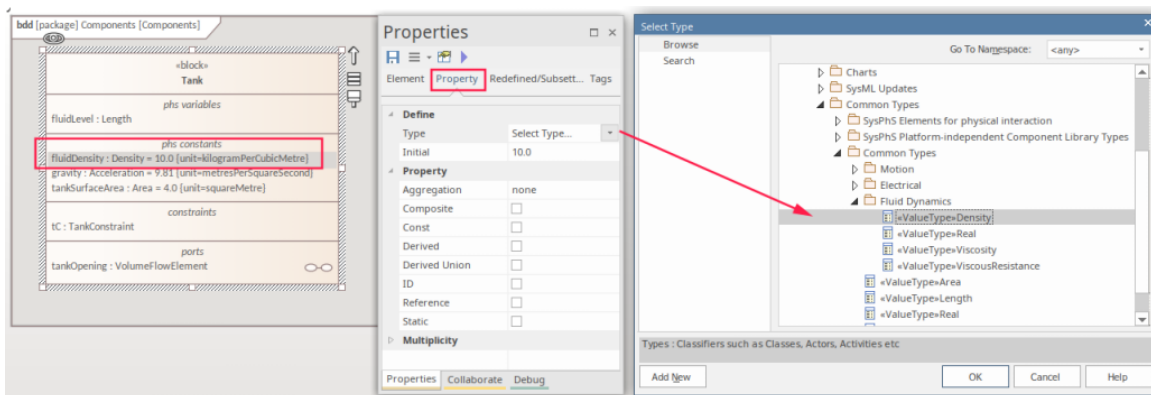 bdd [package] Components [Components]
«block»
Tank
phs variables
fluidLevel : Length
phs constants
fluidDensity : Density = 10.0 {unit=kilogramPerCubicMetre}
gravity : Acceleration = 9.81 {unit=metresPerSquareSecond}
tankSurfaceArea : Area = 4.0 {unit=squareMetre}
constraints
tC : TankConstraint
ports
tankOpening : VolumeFlowElement
Properties
Element Property Redefined/Subsett... Tags
Define
Type Select Type...
Initial 10.0
Property
Aggregation none
Composite
Const
Derived
Derived Union
ID
Reference
Static
Multiplicity
Properties Collaborate Debug
Select Type
Browse
Search
Go To Namespace: <any>
Charts
SysML Updates
Common Types
SysPhS Elements for physical interaction
SysPhS Platform-independent Component Library Types
Common Types
Motion
Electrical
Fluid Dynamics
«ValueType»Density
«ValueType»Real
«ValueType»Viscosity
«ValueType»ViscousResistance
«ValueType»Area
«ValueType»Length
«ValueType»Real
Types : Classifiers such as Classes, Actors, Activities etc
Add New OK Cancel Help